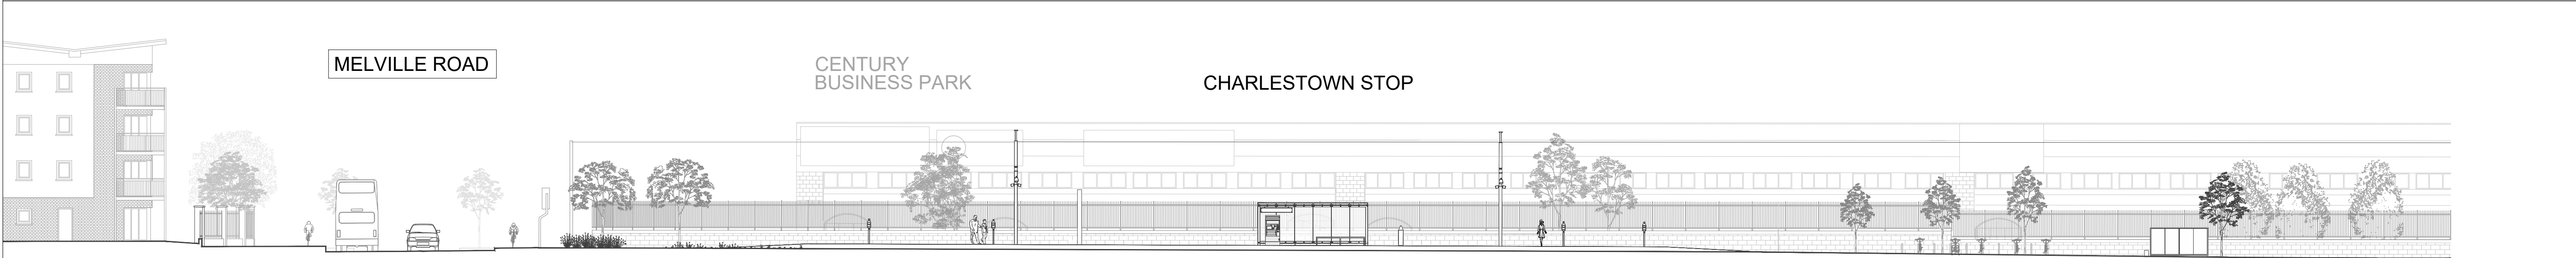 MELVILLE ROAD
CENTURY
BUSINESS PARK
CHARLESTOWN STOP